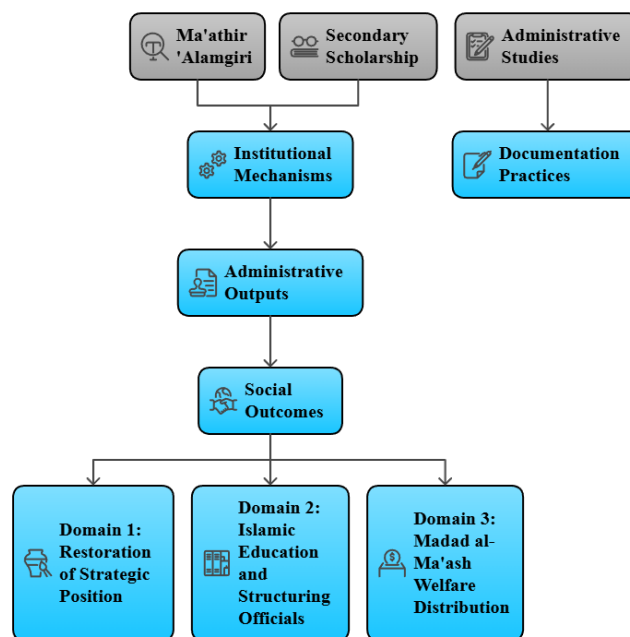 Ma'athir
'Alamgiri
Secondary
Scholarship
Administrative
Studies
Institutional
Mechanisms
Documentation
Practices
Administrative
Outputs
Social
Outcomes
Domain 1:
Restoration
of Strategic
Position
Domain 2:
Islamic
Education
and
Structuring
Officials
Domain 3:
Madad al-
Ma'ash
Welfare
Distribution